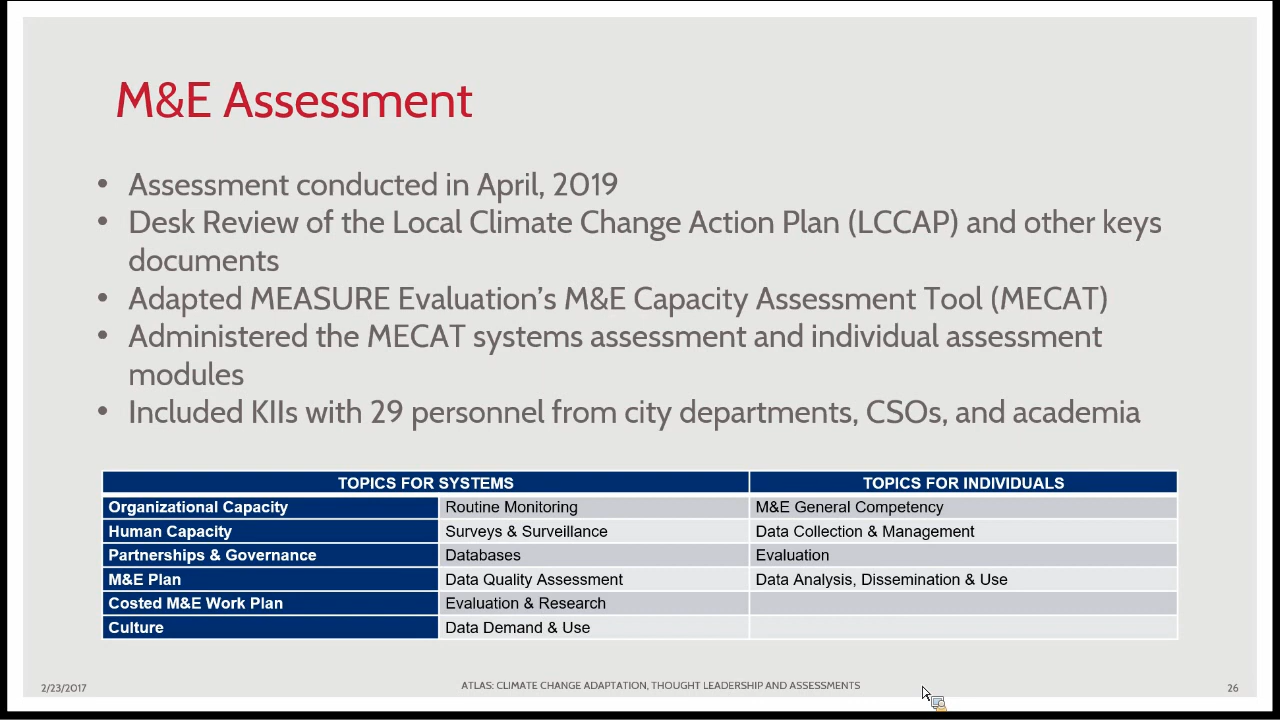 M&E Assessment
• Assessment conducted in April, 2019
• Desk Review of the Local Climate Change Action Plan (LCCAP) and other keys
documents
• Adapted MEASURE Evaluation’s M&E Capacity Assessment Tool (MECAT)
• Administered the MECAT systems assessment and individual assessment
modules
• Included KIIs with 29 personnel from city departments, CSOs, and academia
TOPICS FOR SYSTEMS TOPICS FOR INDIVIDUALS
Organizational Capacity Routine Monitoring M&E General Competency
Human Capacity Surveys & Surveillance Data Collection & Management
Partnerships & Governance Databases Evaluation
M&E Plan Data Quality Assessment Data Analysis, Dissemination & Use
Costed M&E Work Plan Evaluation & Research
Culture Data Demand & Use
2/23/2017 ATLAS: CLIMATE CHANGE ADAPTATION, THOUGHT LEADERSHIP AND ASSESSMENTS 26